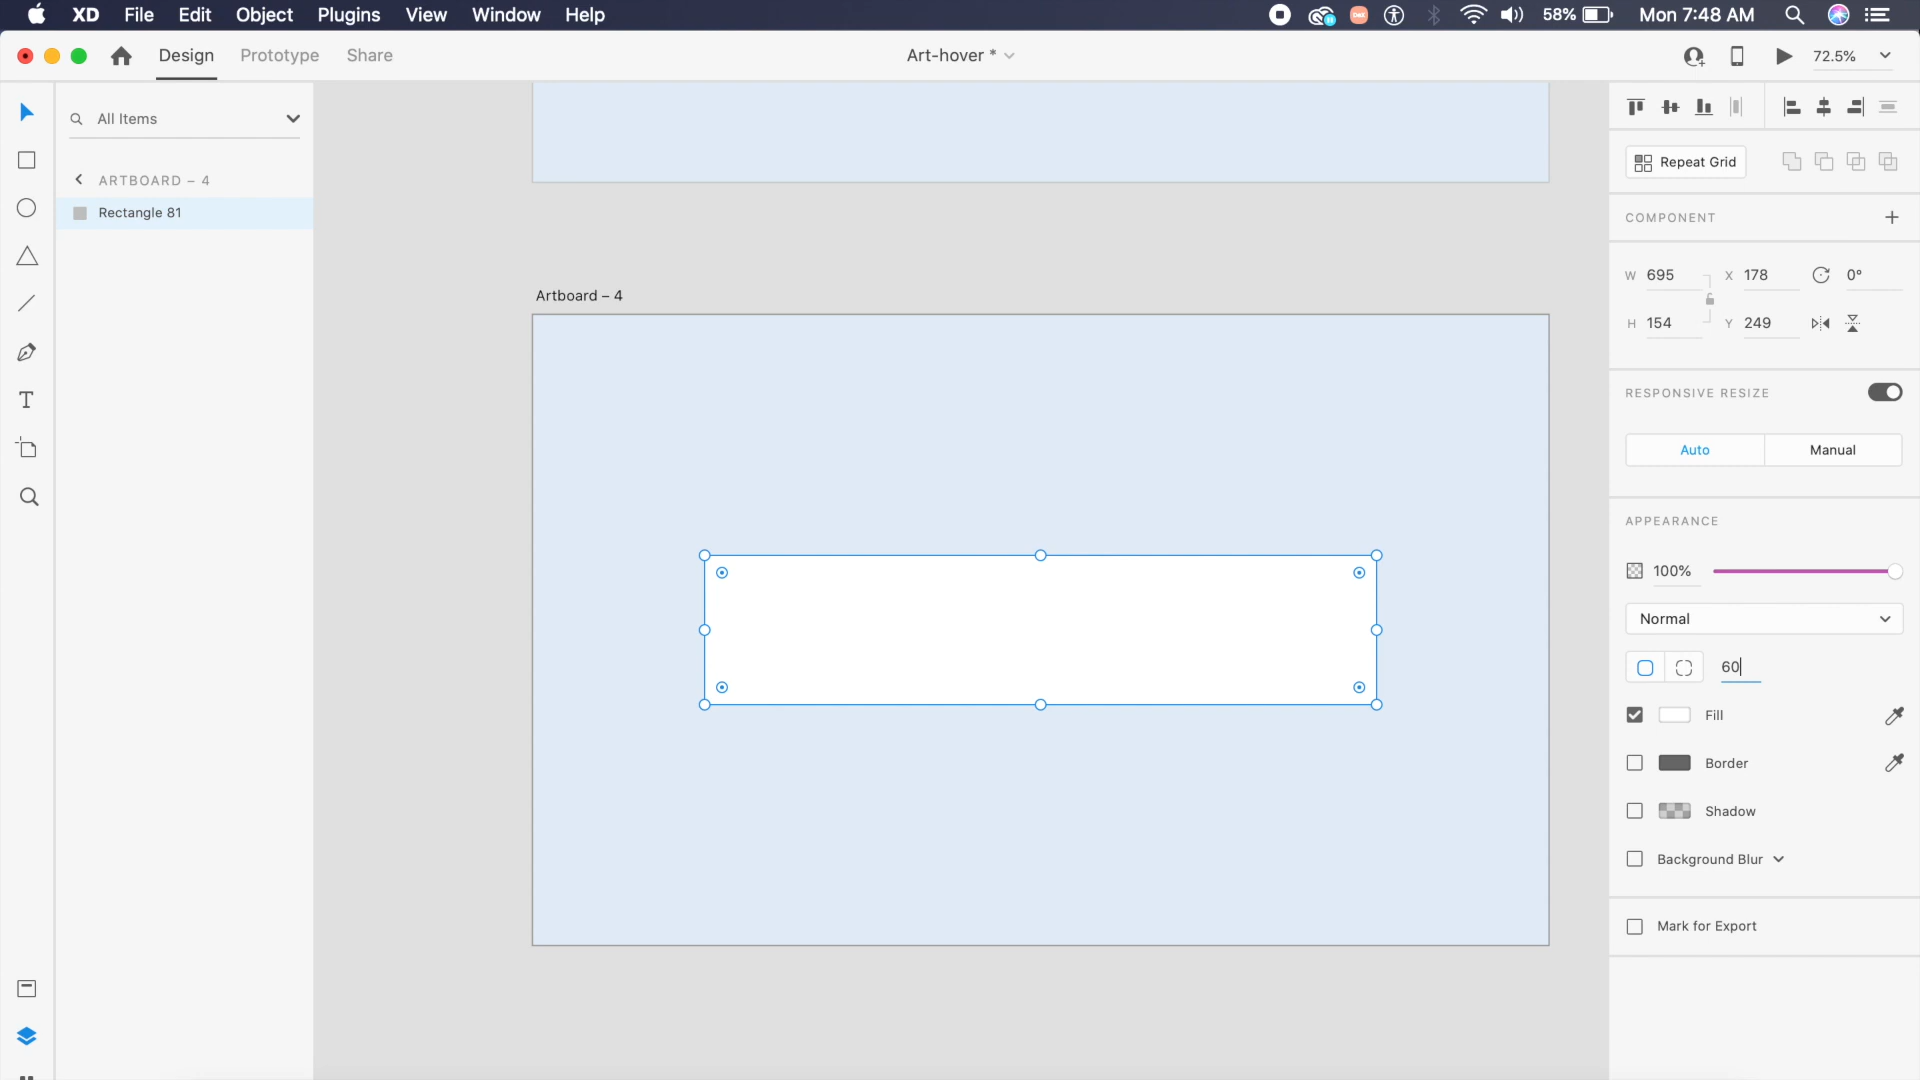 XD File Edit Object Plugins View Window Help 58% Mon 7:48 AM
Design Prototype Share Art-hover * 72.5%
All Items
Repeat Grid
ARTBOARD – 4
Rectangle 81
COMPONENT
W 695 X 178 0°
Artboard – 4
H 154 Y 249
RESPONSIVE RESIZE
Auto Manual
T
APPEARANCE
100%
Normal
60
Fill
Border
Shadow
Background Blur
Mark for Export